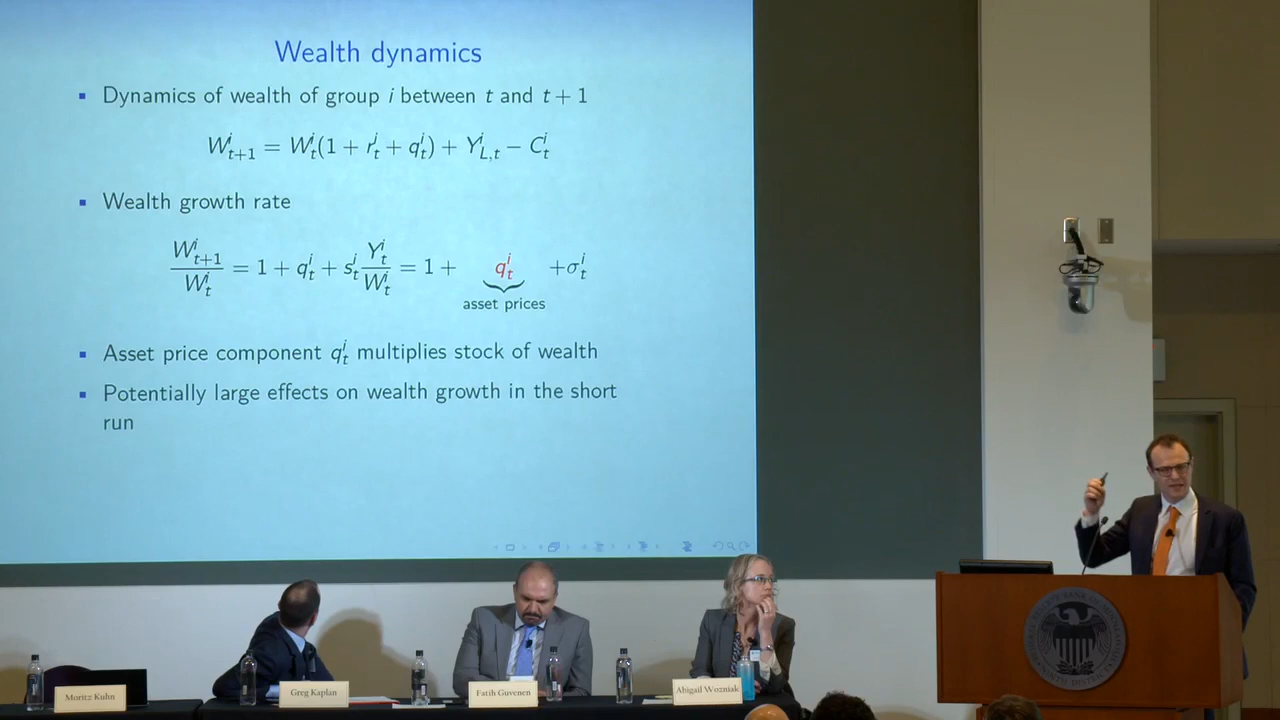 Wealth dynamics
Dynamics of wealth of group i between t and t + 1
W^i_{t+1} = W^i_t(1 + r^i_t + q^i_t) + Y^i_{L,t} − C^i_t
Wealth growth rate
W^i_{t+1}/W^i_t = 1 + q^i_t + s^i_t Y^i_t/W^i_t = 1 + q^i_t + σ^i_t
asset prices
Asset price component q^i_t multiplies stock of wealth
Potentially large effects on wealth growth in the short
run
Moritz Kuhn
Greg Kaplan
Fatih Guvenen
Abigail Wozniak